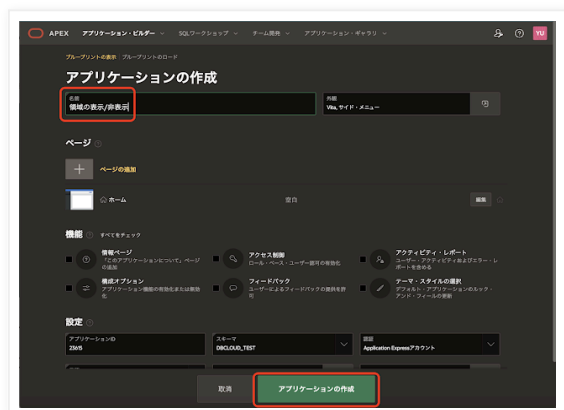 APEX アプリケーション・ビルダー SQLワークショップ チーム開発 アプリケーション・ギャラリ YU
ブループリントの表示 ブループリントのロード
アプリケーションの作成
名前
領域の表示/非表示
外観
Vita, サイド・メニュー
ページ
ページの追加
ホーム 空白 編集
機能 すべてをチェック
情報ページ
「このアプリケーションについて」ページの追加
アクセス制御
ロール・ベース・ユーザー認可の有効化
アクティビティ・レポート
ユーザー・アクティビティおよびエラー・レポートを含める
構成オプション
アプリケーション機能の有効化または無効化
フィードバック
ユーザーによるフィードバックの提供を許可
テーマ・スタイルの選択
デフォルト・アプリケーションのルック・アンド・フィールの更新
設定
アプリケーションID
23615
スキーマ
DBCLOUD_TEST
認証
Application Expressアカウント
取消 アプリケーションの作成